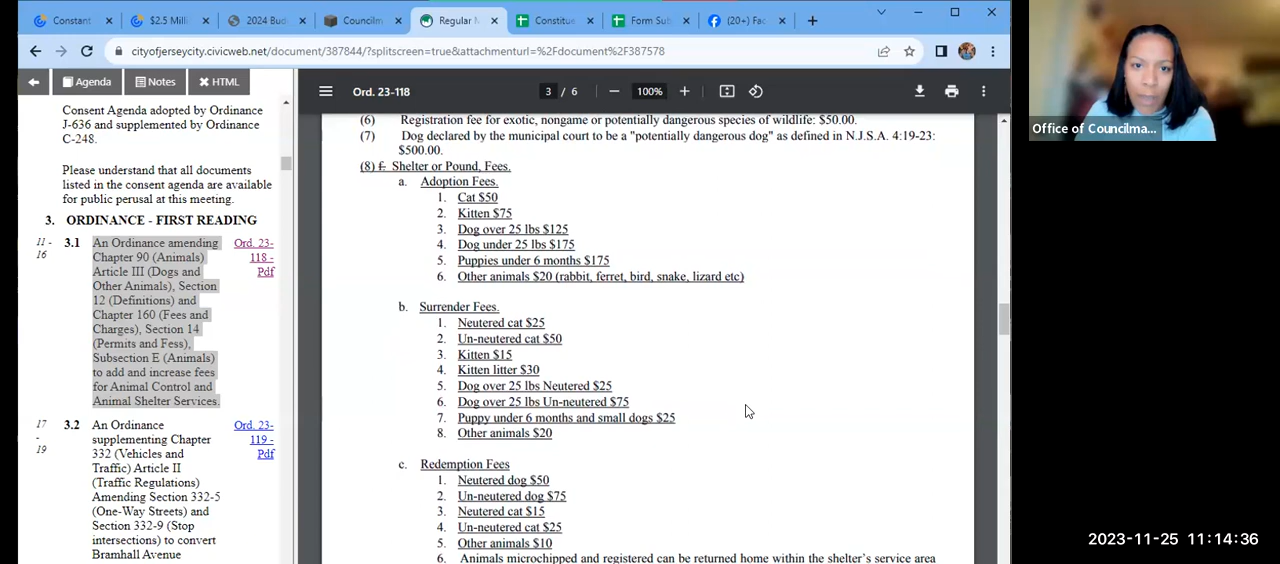 Constant
$2.5 Milli
2024 Bud
Councilm
Regular M
Constitue
Form Sub
(20+) Fac
cityofjerseycity.civicweb.net/document/387844/?splitscreen=true&attachmenturl=%2Fdocument%2F387578
Agenda
Notes
HTML
Consent Agenda adopted by Ordinance
J-636 and supplemented by Ordinance
C-248.
Please understand that all documents
listed in the consent agenda are available
for public perusal at this meeting.
3. ORDINANCE - FIRST READING
11 -
16
3.1 An Ordinance amending
Chapter 90 (Animals)
Article III (Dogs and
Other Animals), Section
12 (Definitions) and
Chapter 160 (Fees and
Charges), Section 14
(Permits and Fess),
Subsection E (Animals)
to add and increase fees
for Animal Control and
Animal Shelter Services.
Ord. 23-
118 -
Pdf
17
-
19
3.2 An Ordinance
supplementing Chapter
332 (Vehicles and
Traffic) Article II
(Traffic Regulations)
Amending Section 332-5
(One-Way Streets) and
Section 332-9 (Stop
intersections) to convert
Bramhall Avenue
Ord. 23-
119 -
Pdf
Ord. 23-118
3 / 6
100%
(6) Registration fee for exotic, nongame or potentially dangerous species of wildlife: $50.00.
(7) Dog declared by the municipal court to be a "potentially dangerous dog" as defined in N.J.S.A. 4:19-23:
$500.00.
(8) f. Shelter or Pound, Fees.
a. Adoption Fees.
1. Cat $50
2. Kitten $75
3. Dog over 25 lbs $125
4. Dog under 25 lbs $175
5. Puppies under 6 months $175
6. Other animals $20 (rabbit, ferret, bird, snake, lizard etc)
b. Surrender Fees.
1. Neutered cat $25
2. Un-neutered cat $50
3. Kitten $15
4. Kitten litter $30
5. Dog over 25 lbs Neutered $25
6. Dog over 25 lbs Un-neutered $75
7. Puppy under 6 months and small dogs $25
8. Other animals $20
c. Redemption Fees
1. Neutered dog $50
2. Un-neutered dog $75
3. Neutered cat $15
4. Un-neutered cat $25
5. Other animals $10
6. Animals microchipped and registered can be returned home within the shelter's service area
Office of Councilma...
2023-11-25 11:14:36